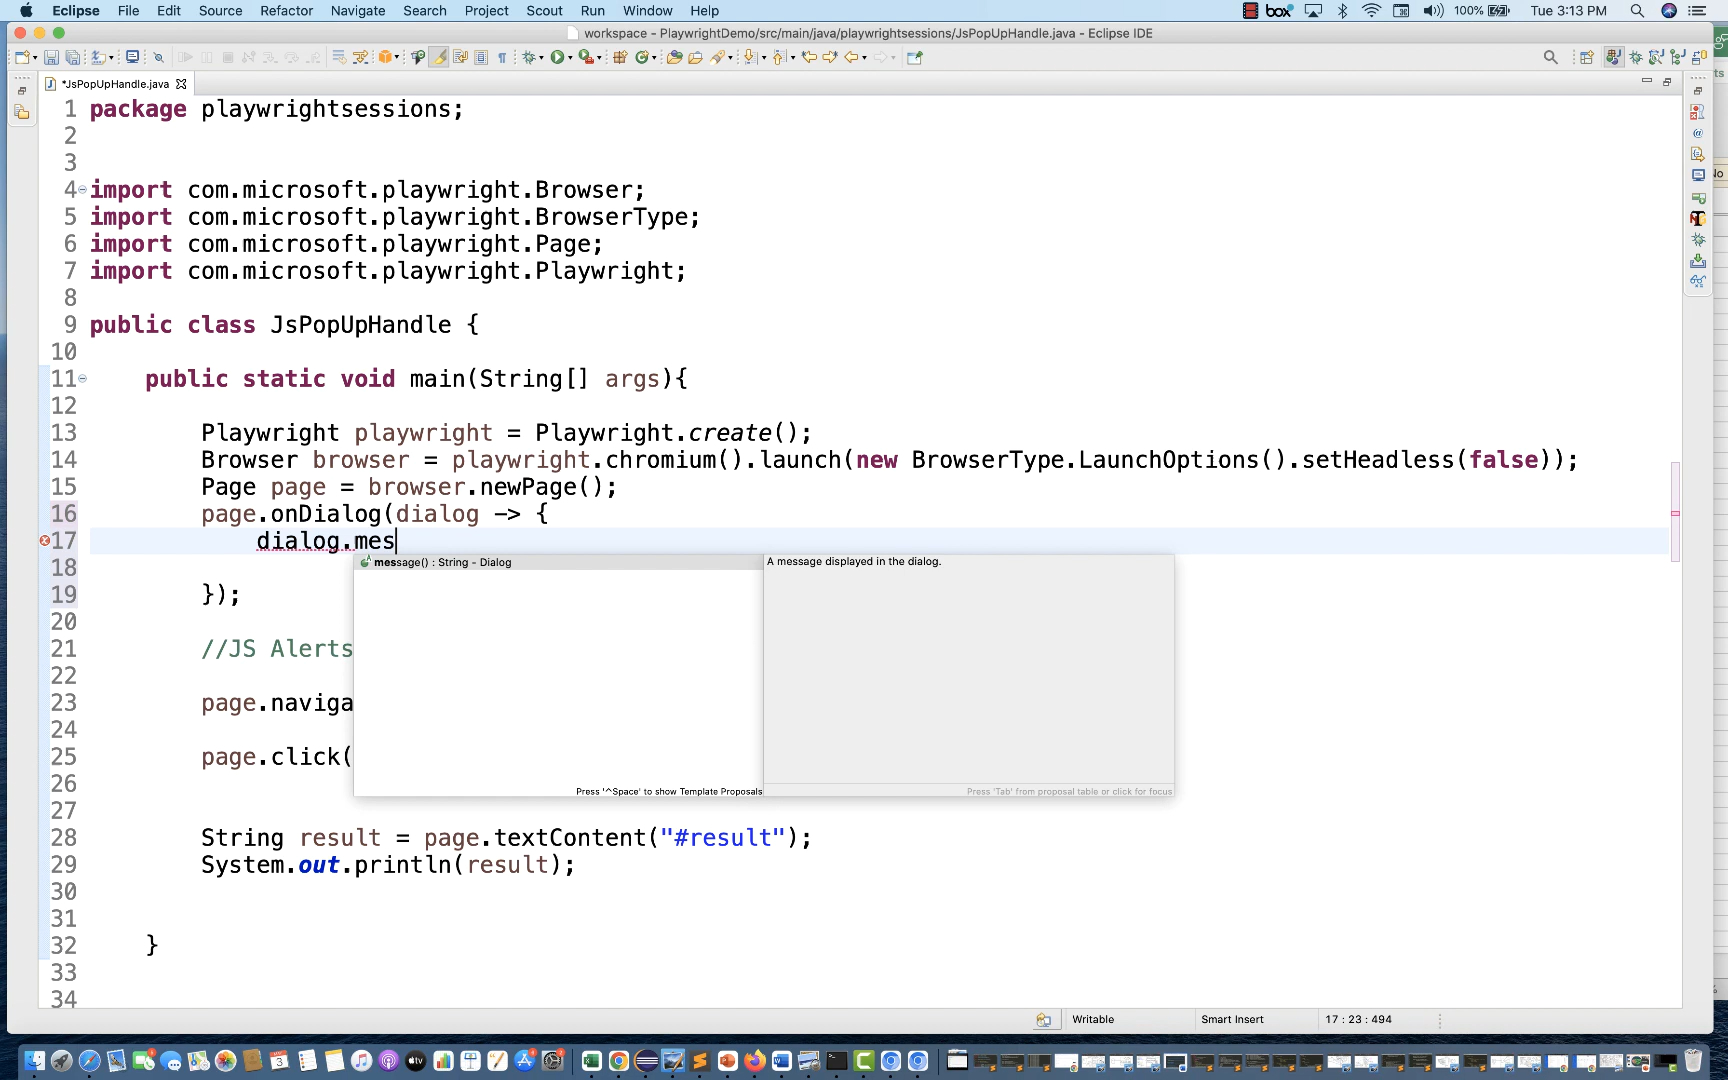 Eclipse File Edit Source Refactor Navigate Search Project Scout Run Window Help box 100% Tue 3:13 PM
workspace - PlaywrightDemo/src/main/java/playwrightsessions/JsPopUpHandle.java - Eclipse IDE
*JsPopUpHandle.java
1 package playwrightsessions;
2
3
4 import com.microsoft.playwright.Browser;
5 import com.microsoft.playwright.BrowserType;
6 import com.microsoft.playwright.Page;
7 import com.microsoft.playwright.Playwright;
8
9 public class JsPopUpHandle {
10
11 public static void main(String[] args){
12
13 Playwright playwright = Playwright.create();
14 Browser browser = playwright.chromium().launch(new BrowserType.LaunchOptions().setHeadless(false));
15 Page page = browser.newPage();
16 page.onDialog(dialog -> {
17 dialog.mes
message() : String - Dialog
A message displayed in the dialog.
18
19 });
20
21 //JS Alerts
22
23 page.naviga
24
25 page.click(
26
Press '^Space' to show Template Proposals
Press 'Tab' from proposal table or click for focus
27
28 String result = page.textContent("#result");
29 System.out.println(result);
30
31
32 }
33
34
Writable Smart Insert 17 : 23 : 494